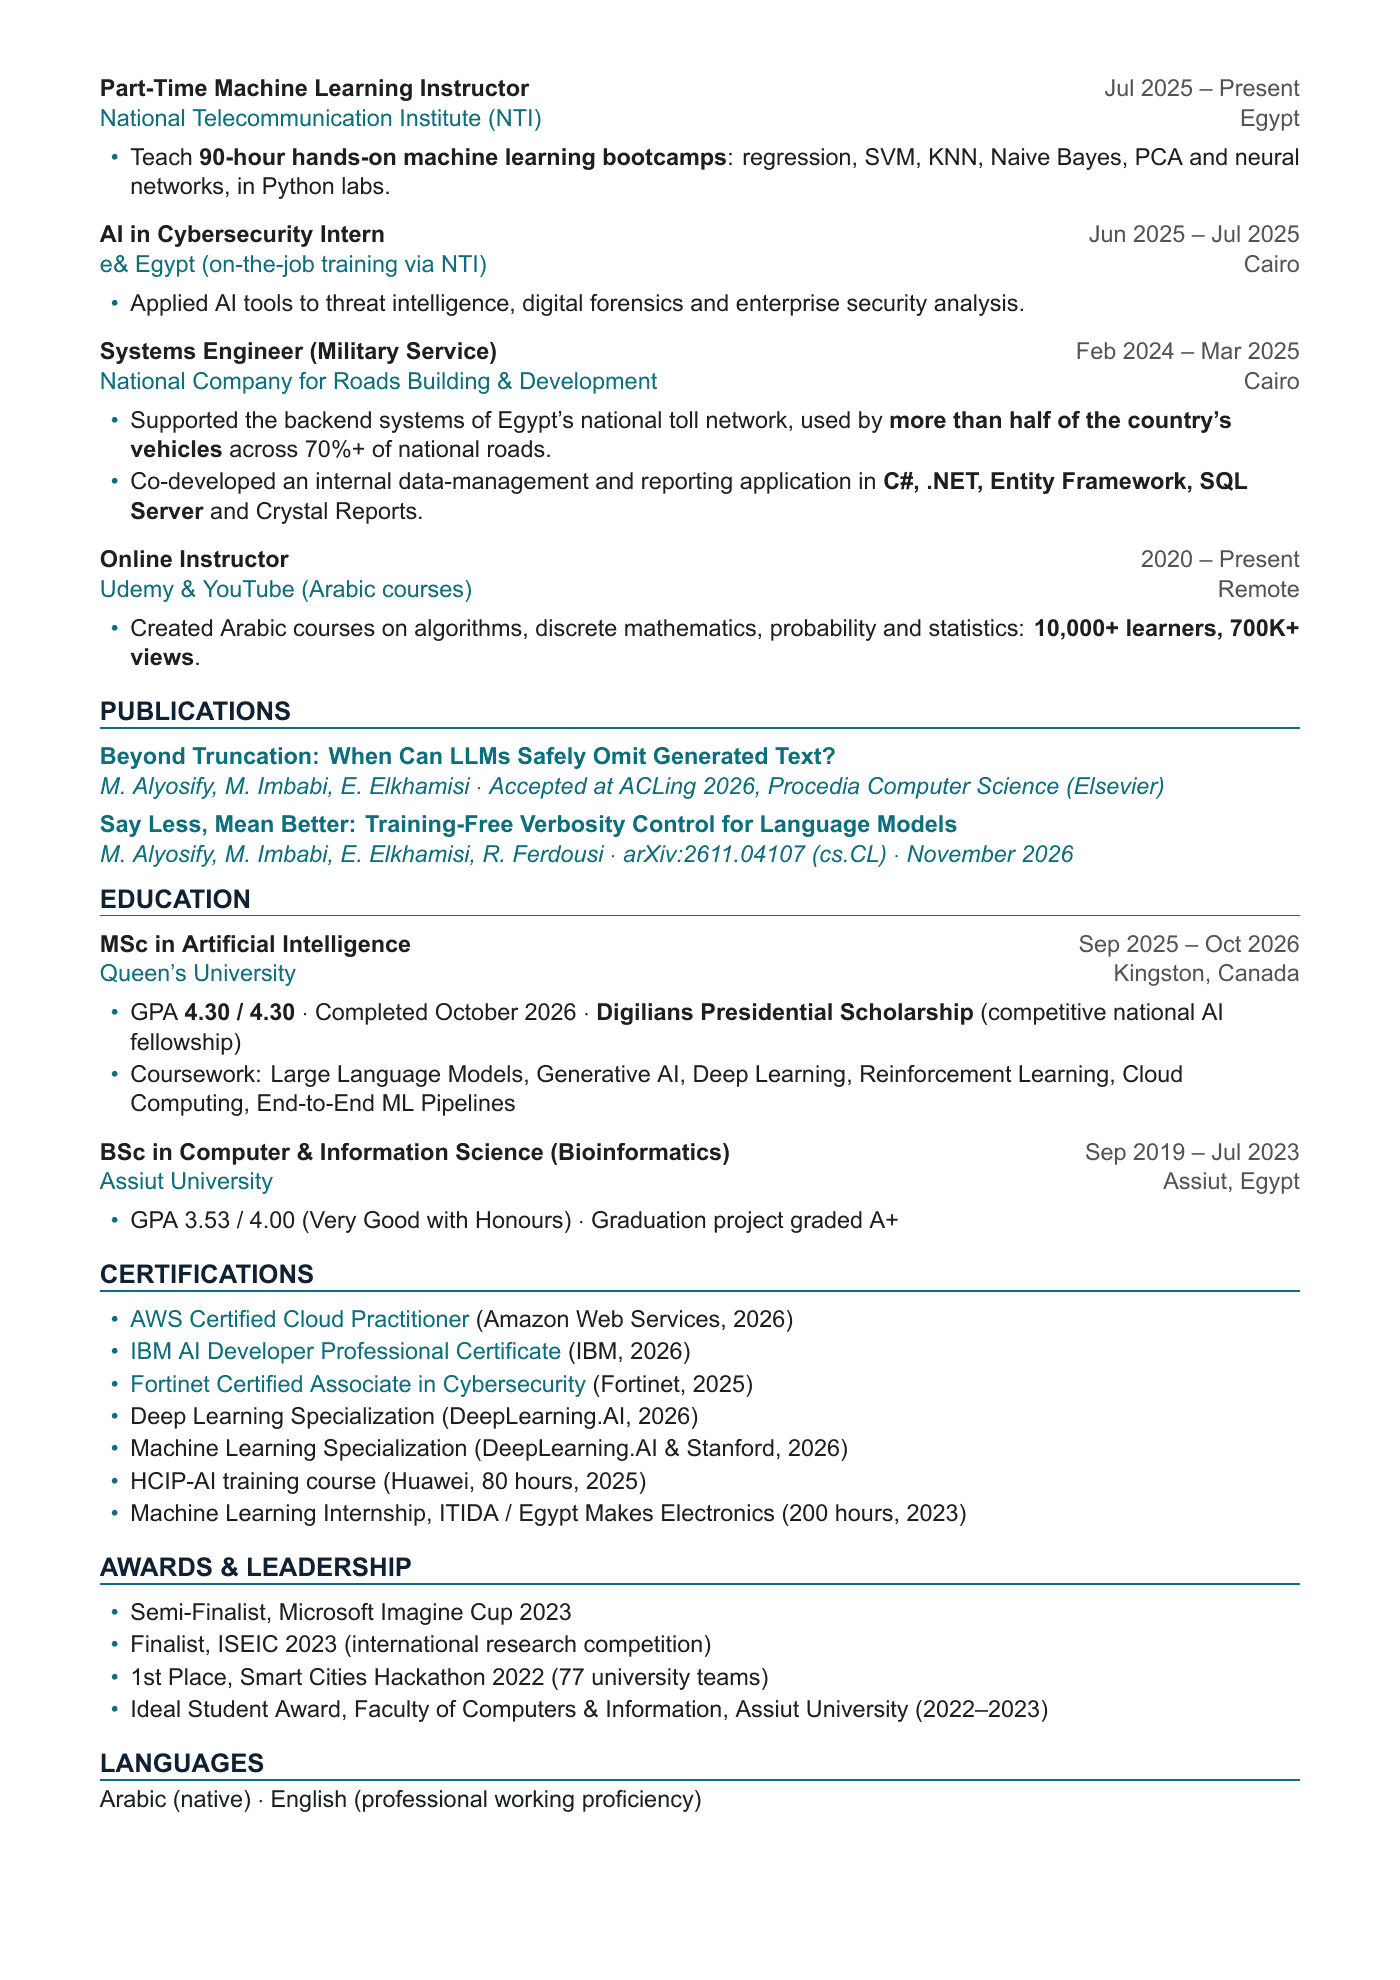 Part-Time Machine Learning Instructor Jul 2025 – Present
National Telecommunication Institute (NTI) Egypt
• Teach 90-hour hands-on machine learning bootcamps: regression, SVM, KNN, Naive Bayes, PCA and neural
networks, in Python labs.
AI in Cybersecurity Intern Jun 2025 – Jul 2025
e& Egypt (on-the-job training via NTI) Cairo
• Applied AI tools to threat intelligence, digital forensics and enterprise security analysis.
Systems Engineer (Military Service) Feb 2024 – Mar 2025
National Company for Roads Building & Development Cairo
• Supported the backend systems of Egypt’s national toll network, used by more than half of the country’s
vehicles across 70%+ of national roads.
• Co-developed an internal data-management and reporting application in C#, .NET, Entity Framework, SQL
Server and Crystal Reports.
Online Instructor 2020 – Present
Udemy & YouTube (Arabic courses) Remote
• Created Arabic courses on algorithms, discrete mathematics, probability and statistics: 10,000+ learners, 700K+
views.
PUBLICATIONS
Beyond Truncation: When Can LLMs Safely Omit Generated Text?
M. Alyosify, M. Imbabi, E. Elkhamisi · Accepted at ACLing 2026, Procedia Computer Science (Elsevier)
Say Less, Mean Better: Training-Free Verbosity Control for Language Models
M. Alyosify, M. Imbabi, E. Elkhamisi, R. Ferdousi · arXiv:2611.04107 (cs.CL) · November 2026
EDUCATION
MSc in Artificial Intelligence Sep 2025 – Oct 2026
Queen’s University Kingston, Canada
• GPA 4.30 / 4.30 · Completed October 2026 · Digilians Presidential Scholarship (competitive national AI
fellowship)
• Coursework: Large Language Models, Generative AI, Deep Learning, Reinforcement Learning, Cloud
Computing, End-to-End ML Pipelines
BSc in Computer & Information Science (Bioinformatics) Sep 2019 – Jul 2023
Assiut University Assiut, Egypt
• GPA 3.53 / 4.00 (Very Good with Honours) · Graduation project graded A+
CERTIFICATIONS
• AWS Certified Cloud Practitioner (Amazon Web Services, 2026)
• IBM AI Developer Professional Certificate (IBM, 2026)
• Fortinet Certified Associate in Cybersecurity (Fortinet, 2025)
• Deep Learning Specialization (DeepLearning.AI, 2026)
• Machine Learning Specialization (DeepLearning.AI & Stanford, 2026)
• HCIP-AI training course (Huawei, 80 hours, 2025)
• Machine Learning Internship, ITIDA / Egypt Makes Electronics (200 hours, 2023)
AWARDS & LEADERSHIP
• Semi-Finalist, Microsoft Imagine Cup 2023
• Finalist, ISEIC 2023 (international research competition)
• 1st Place, Smart Cities Hackathon 2022 (77 university teams)
• Ideal Student Award, Faculty of Computers & Information, Assiut University (2022–2023)
LANGUAGES
Arabic (native) · English (professional working proficiency)